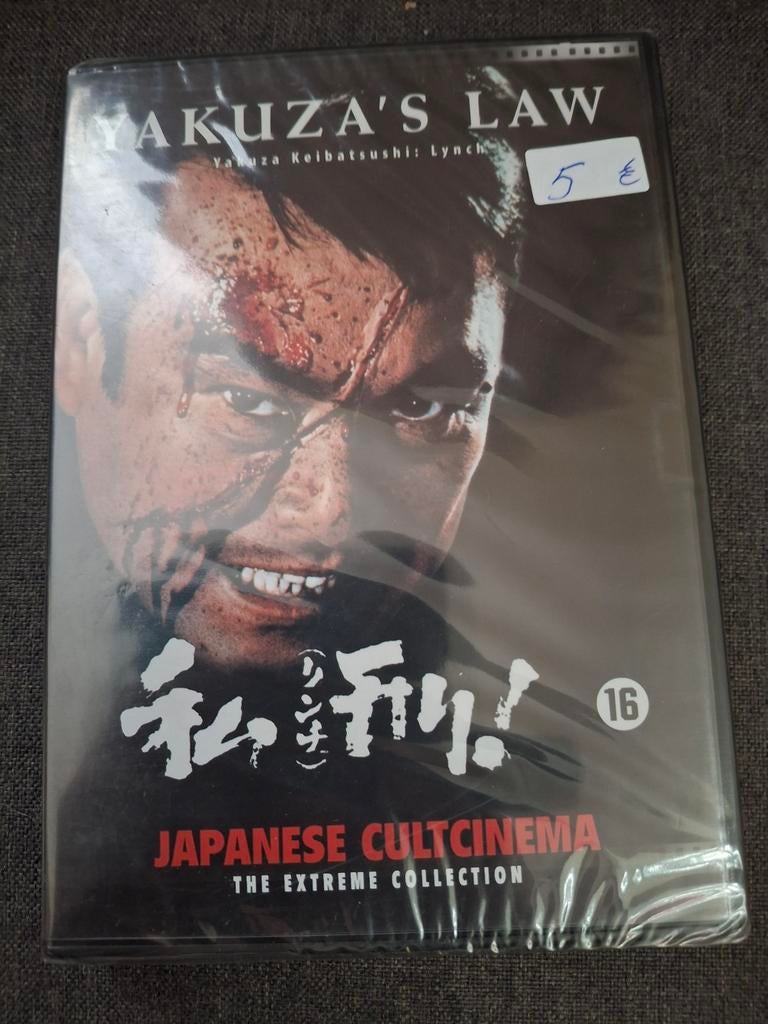 YAKUZA'S LAW
Yakuza Keibatsushi: Lynch
5 €
私(リンチ)刑!
16
JAPANESE CULTCINEMA
THE EXTREME COLLECTION